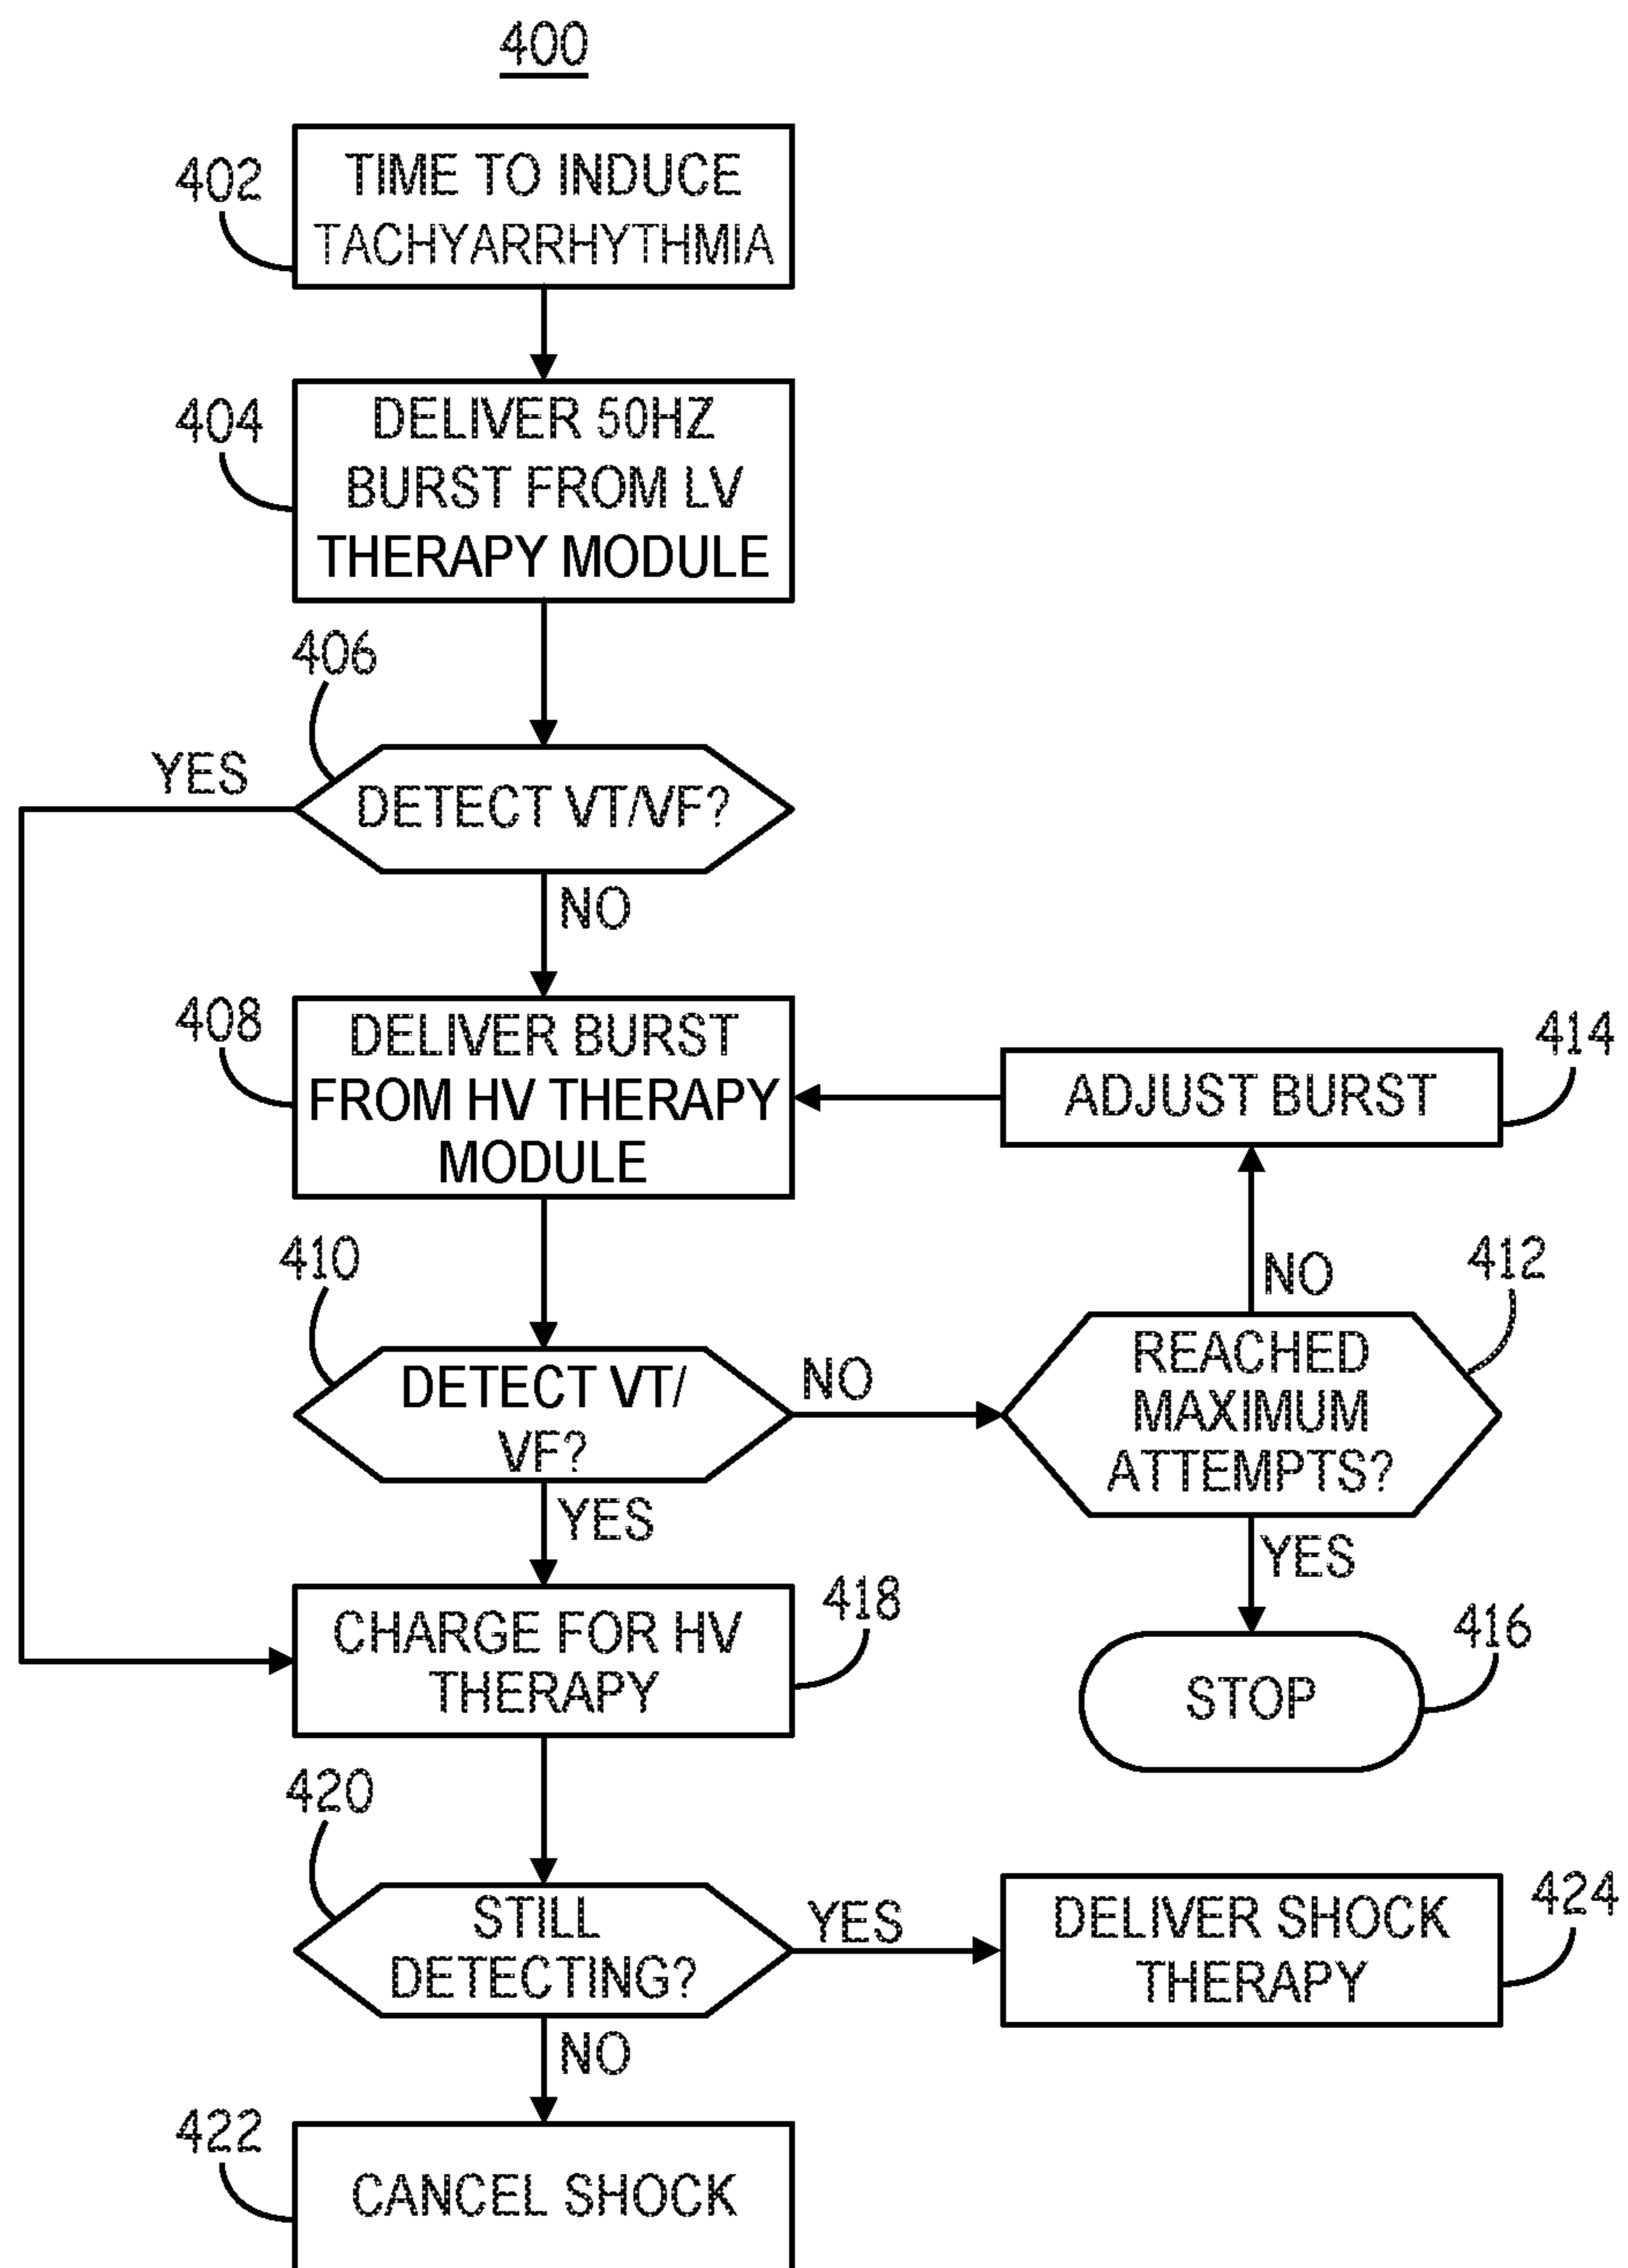 400
402
TIME TO INDUCE
TACHYARRHYTHMIA
404
DELIVER 50HZ
BURST FROM LV
THERAPY MODULE
406
YES
DETECT VT/VF?
NO
408
DELIVER BURST
FROM HV THERAPY
MODULE
414
ADJUST BURST
410
DETECT VT/
VF?
NO
YES
412
NO
REACHED
MAXIMUM
ATTEMPTS?
YES
416
STOP
418
CHARGE FOR HV
THERAPY
420
STILL
DETECTING?
YES
NO
424
DELIVER SHOCK
THERAPY
422
CANCEL SHOCK